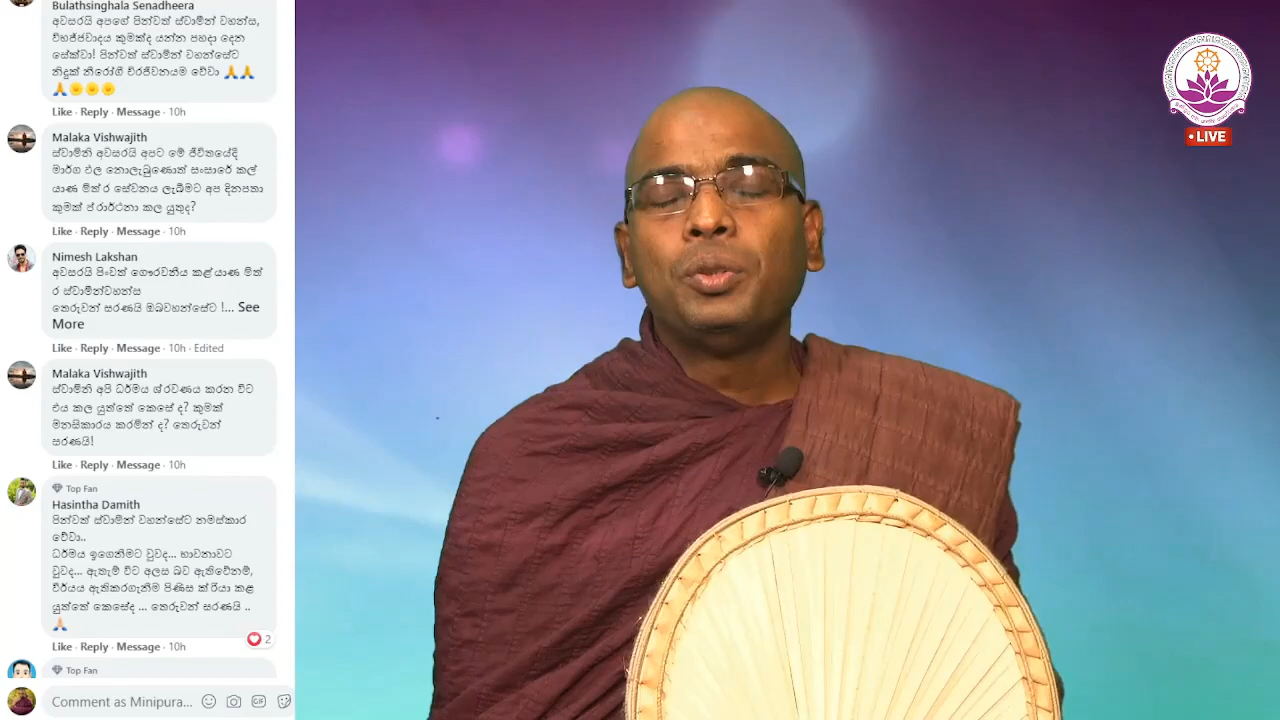 Bulathsinghala Senadheera
අවසරයි අපගේ පින්වත් ස්වාමීන් වහන්ස,
විභජ්ජවාදය කුමක්ද යන්න පහදා දෙන
සේක්වා! පින්වත් ස්වාමීන් වහන්සේට
නිදුක් නීරෝගී චිරජීවනයම වේවා 🙏🙏
🙏🌼🌼🌼
Like · Reply · Message · 10h
Malaka Vishwajith
ස්වාමිනි අවසරයි අපට මේ ජීවිතයේදි
මාර්ග ඵල නොලැබුණොත් සංසාරේ කල්
යාණ මිත්‍ර සේවනය ලැබීමට අප දිනපතා
කුමක් ප්‍රාර්ථනා කල යුතුද?
Like · Reply · Message · 10h
Nimesh Lakshan
අවසරයි පිංවත් ගෞරවනීය කළ්‍යාණ මිත්
ර ස්වාමීන්වහන්ස
තෙරුවන් සරණයි ඔබවහන්සේට !... See
More
Like · Reply · Message · 10h · Edited
Malaka Vishwajith
ස්වාමිනි අපි ධර්මය ශ්‍රවණය කරන විට
එය කල යුත්තේ කෙසේ ද? කුමක්
මනසිකාරය කරමින් ද? තෙරුවන්
සරණයි!
Like · Reply · Message · 10h
Top Fan
Hasintha Damith
පින්වත් ස්වාමින් වහන්සේට නමස්කාර
වේවා..
ධර්මය ඉගෙනිමට වුවද... භාවනාවට
වුවද... ඇතැම් විට අලස බව ඇතිවේනම්,
වීර්යය ඇතිකරගැනීම පිණිස ක්‍රියා කළ
යුත්තේ කෙසේද ... තෙරුවන් සරණයි ..
🙏
Like · Reply · Message · 10h
2
Top Fan
Comment as Minipura...
GIF
• LIVE